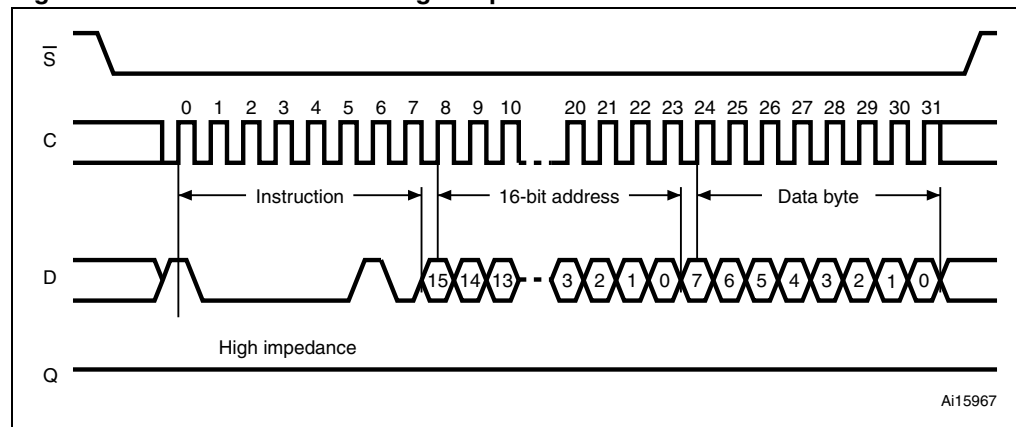 S
0 1 2 3 4 5 6 7 8 9 10 20 21 22 23 24 25 26 27 28 29 30 31
C
Instruction 16-bit address Data byte
D
15 14 13 3 2 1 0 7 6 5 4 3 2 1 0
High impedance
Q
Ai15967